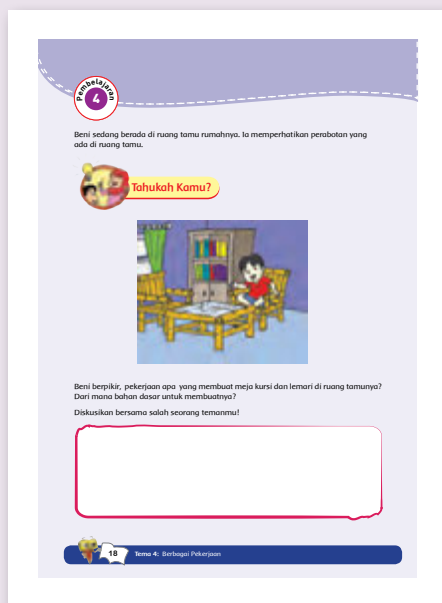 Pembelajaran
4
Beni sedang berada di ruang tamu rumahnya. Ia memperhatikan perabotan yang
ada di ruang tamu.
Tahukah Kamu?
Beni berpikir, pekerjaan apa yang membuat meja kursi dan lemari di ruang tamunya?
Dari mana bahan dasar untuk membuatnya?
Diskusikan bersama salah seorang temanmu!
18
Tema 4: Berbagai Pekerjaan